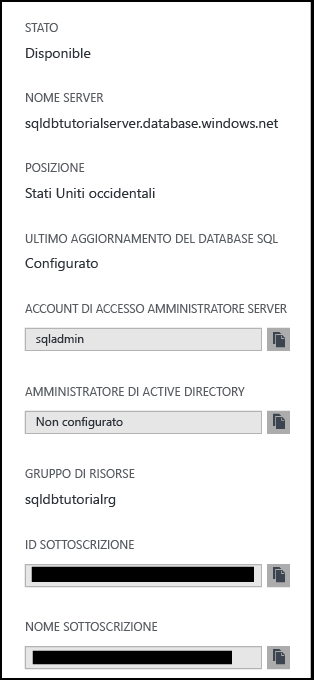 STATO
Disponible
NOME SERVER
sqldbtutorialserver.database.windows.net
POSIZIONE
Stati Uniti occidentali
ULTIMO AGGIORNAMENTO DEL DATABASE SQL
Configurato
ACCOUNT DI ACCESSO AMMINISTRATORE SERVER
sqladmin
AMMINISTRATORE DI ACTIVE DIRECTORY
Non configurato
GRUPPO DI RISORSE
sqldbtutorialrg
ID SOTTOSCRIZIONE
NOME SOTTOSCRIZIONE